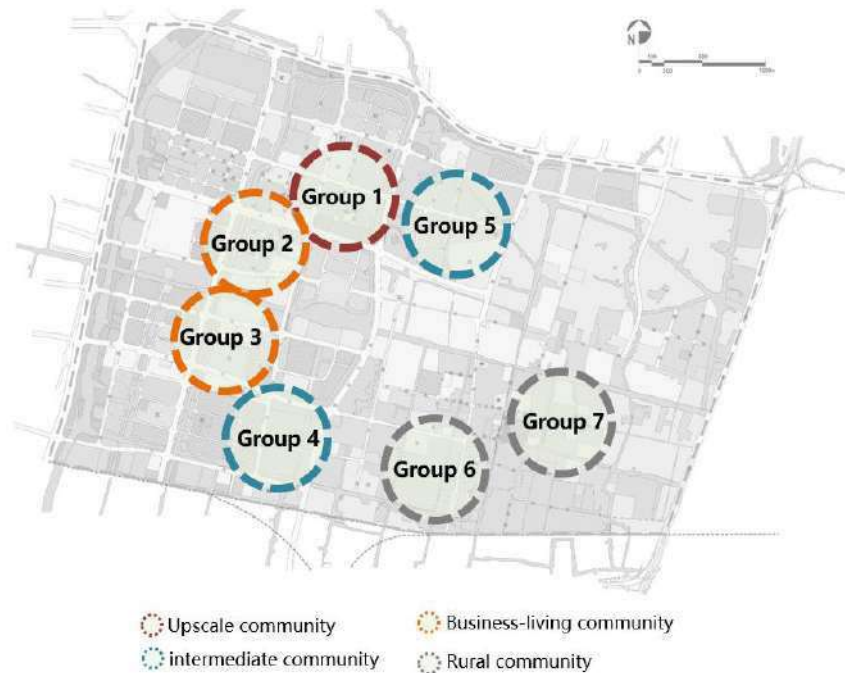 N
Group 1
Group 5
Group 2
Group 3
Group 4
Group 7
Group 6
Upscale community
Business-living community
intermediate community
Rural community